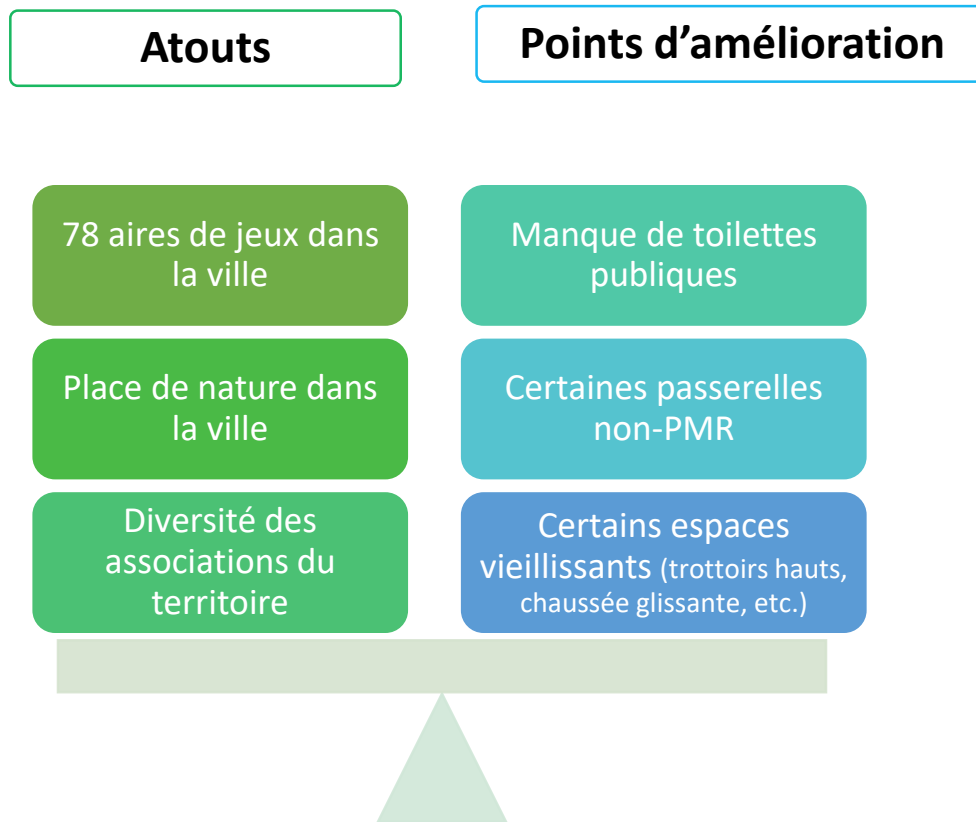 Atouts
Points d’amélioration
78 aires de jeux dans
la ville
Manque de toilettes
publiques
Place de nature dans
la ville
Certaines passerelles
non-PMR
Diversité des
associations du
territoire
Certains espaces
vieillissants (trottoirs hauts,
chaussée glissante, etc.)